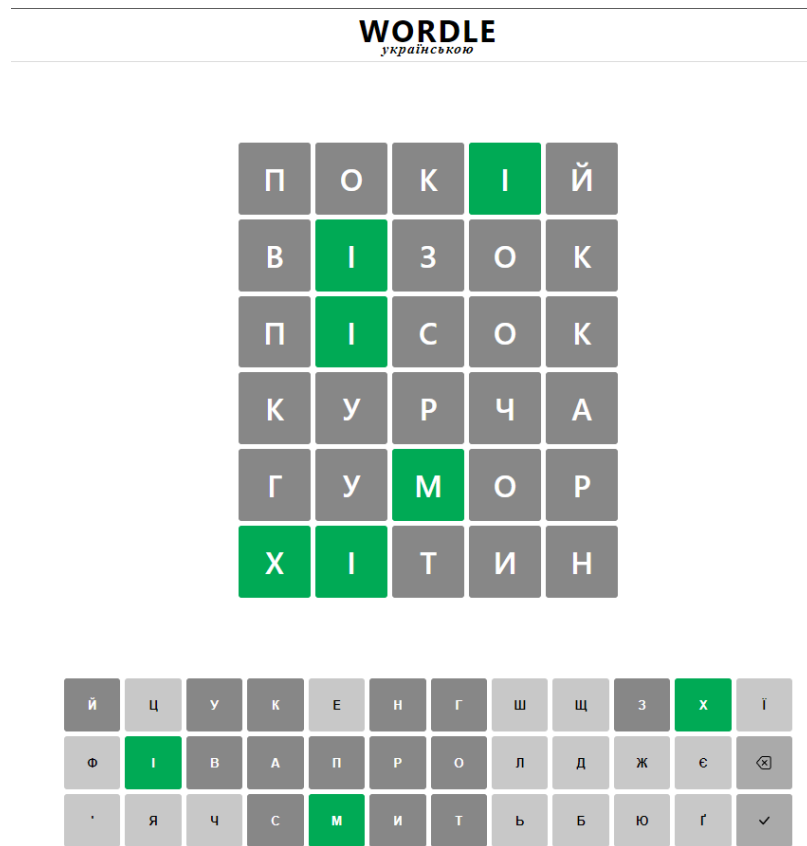 WORDLE
українською
П О К І Й
В І З О К
П І С О К
К У Р Ч А
Г У М О Р
Х І Т И Н
Й Ц У К Е Н Г Ш Щ З Х Ї
Ф І В А П Р О Л Д Ж Є
' Я Ч С М И Т Ь Б Ю Ґ